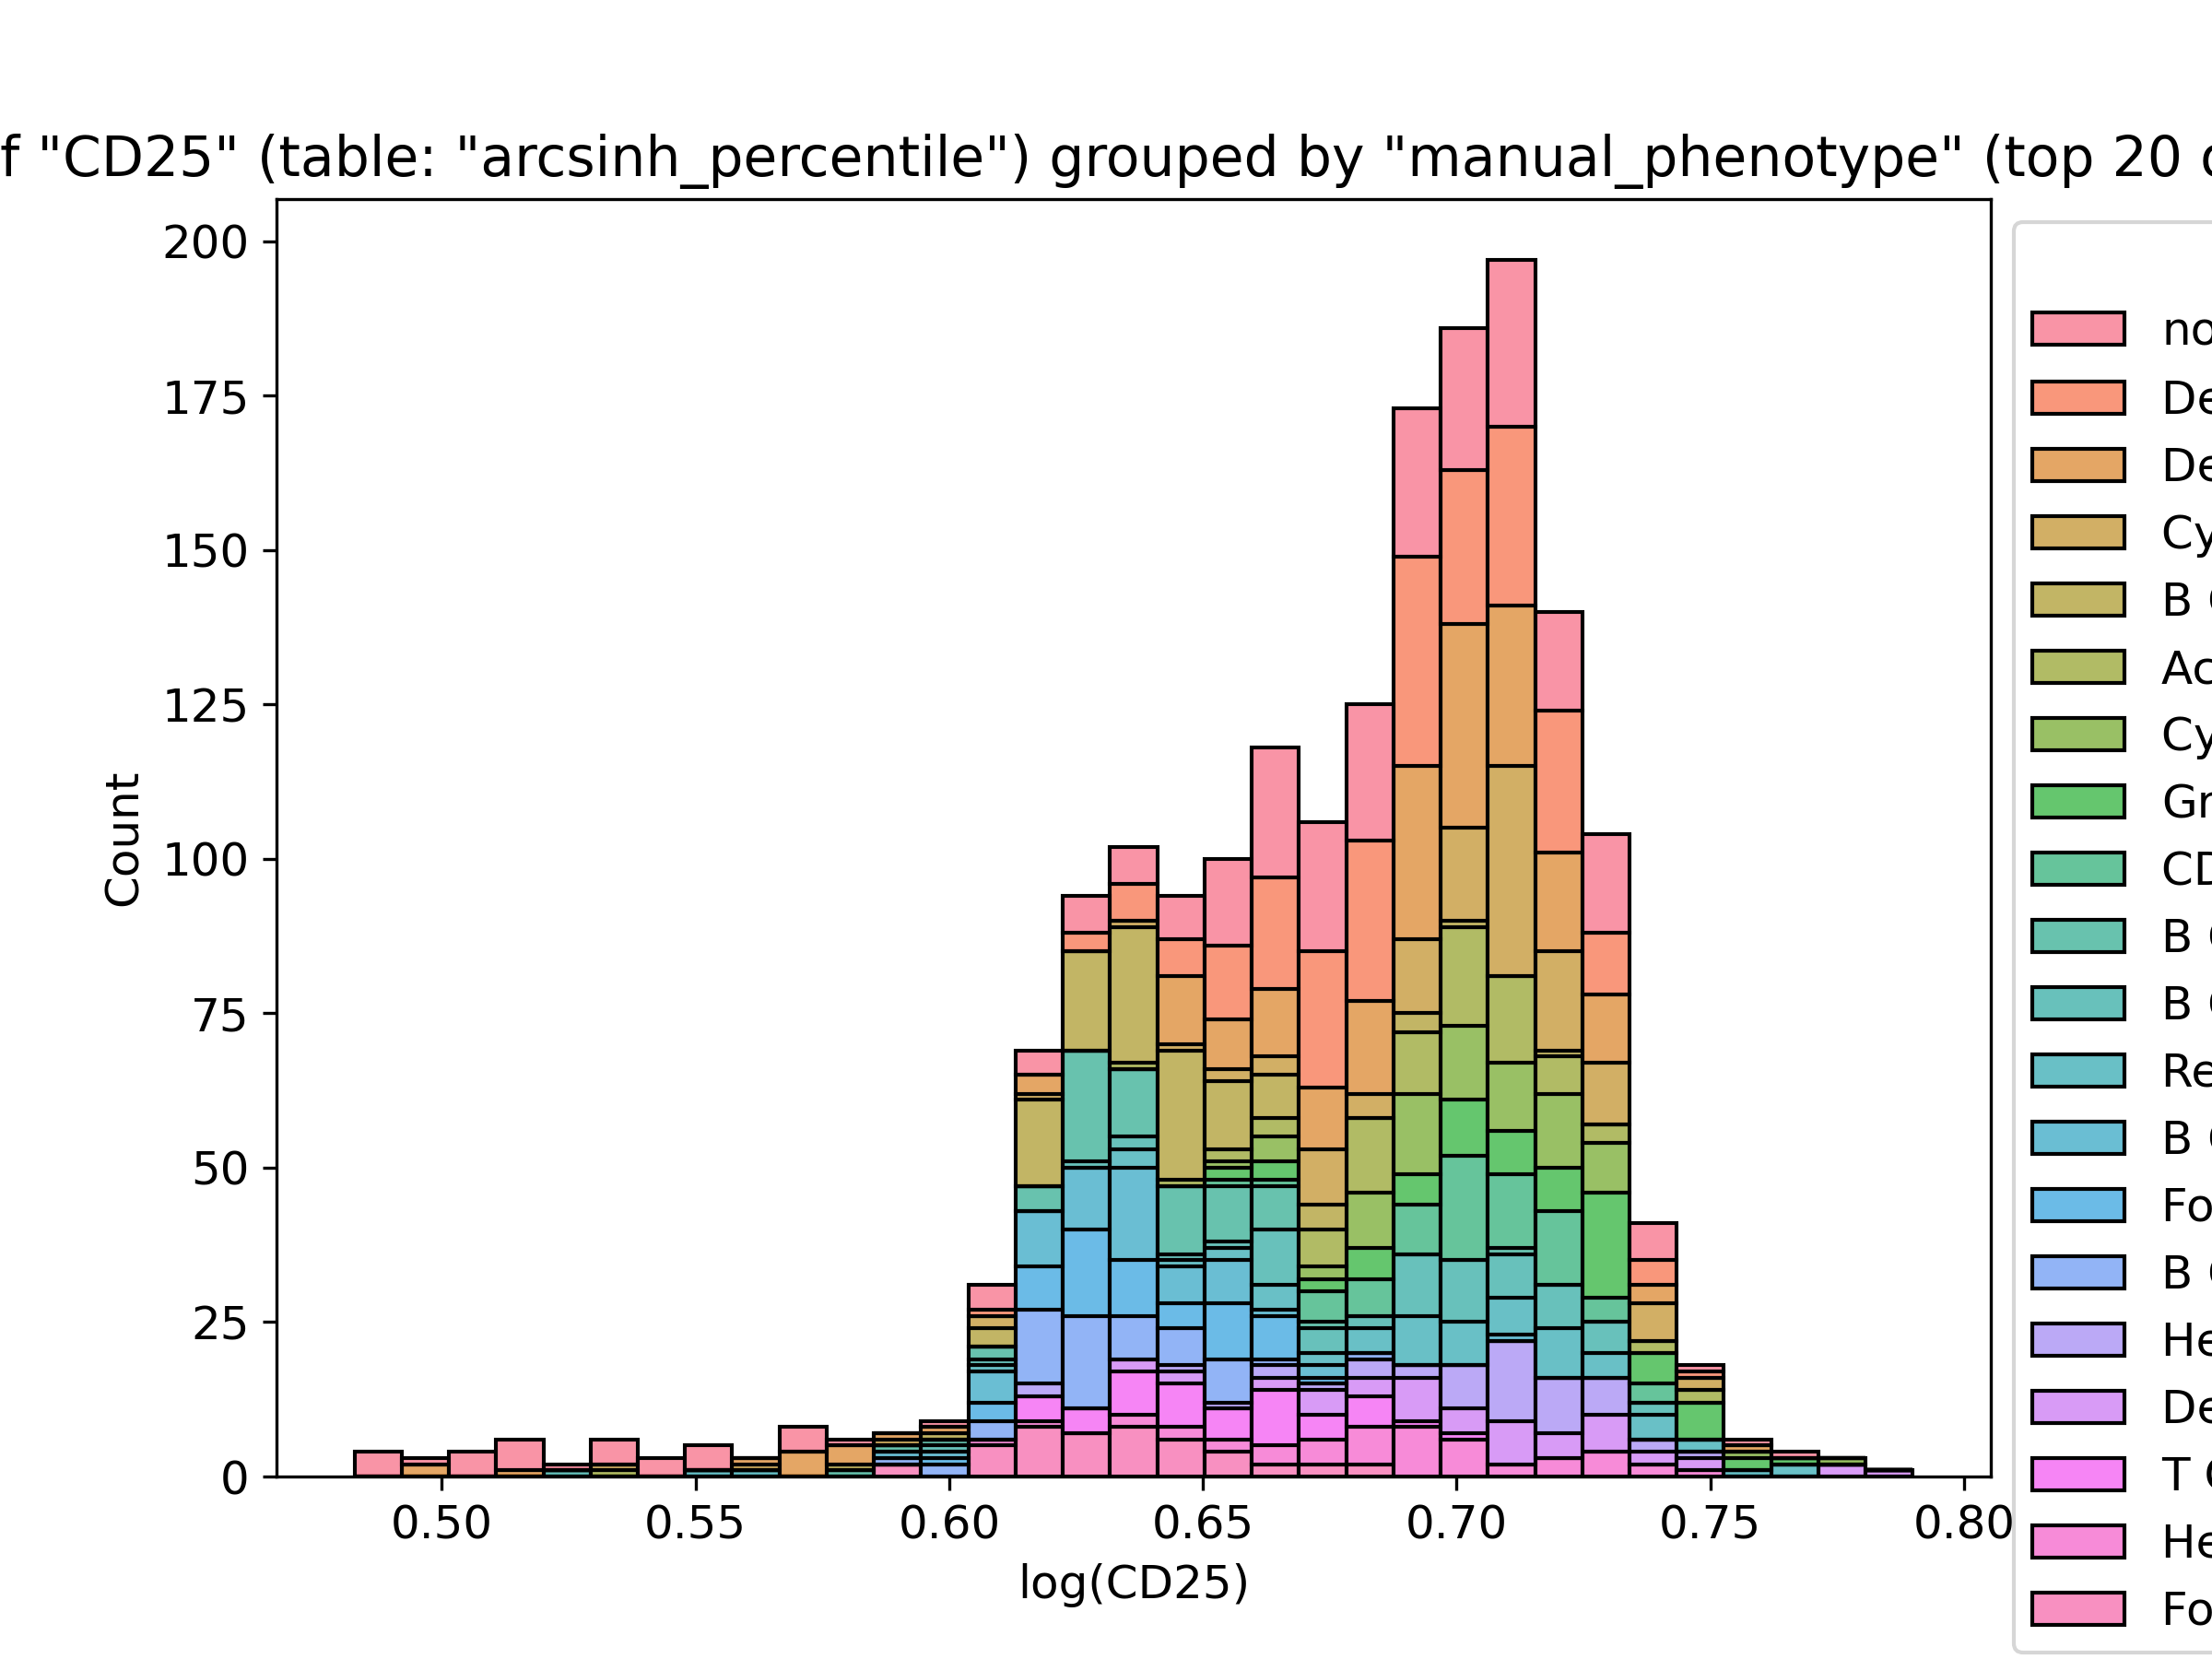 f "CD25" (table: "arcsinh_percentile") grouped by "manual_phenotype" (top 20
200
175
150
125
100
75
50
25
0
Count
0.50 0.55 0.60 0.65 0.70 0.75 0.80
log(CD25)
no
De
De
Cy
B
Ac
Cy
Gr
CD
B
B
Re
B
Fo
B
He
De
T
He
Fo